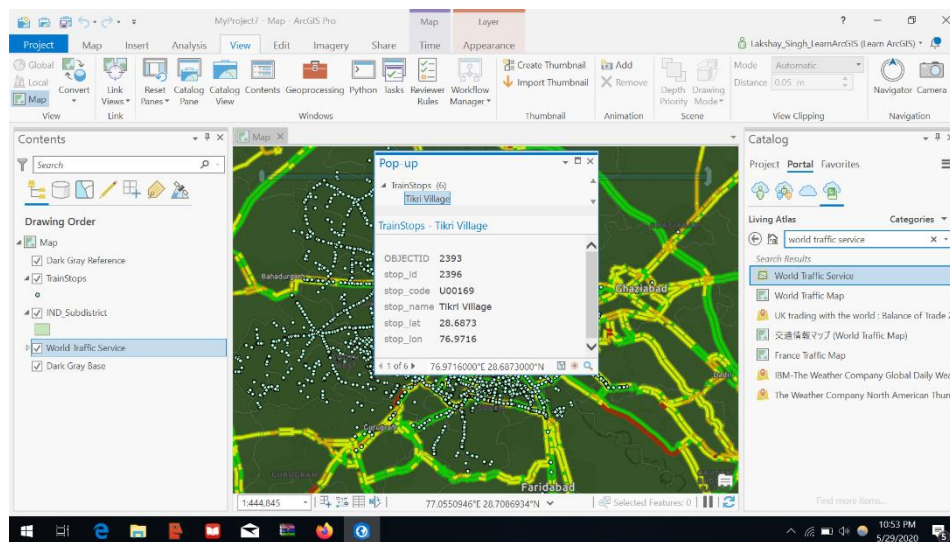 MyProject7 - Map - ArcGIS Pro
Map
Layer
?
Project Map Insert Analysis View Edit Imagery Share Time Appearance
Lakshay_Singh_LearnArcGIS (Learn ArcGIS)
Global
Local
Map
Convert
Link Views
Reset Panes
Catalog Pane
Catalog View
Contents
Geoprocessing
Python
Tasks
Reviewer Rules
Workflow Manager
Create Thumbnail
Import Thumbnail
Add
Remove
Depth Priority
Drawing Mode
Mode Automatic
Distance 0.05 m
Navigator
Camera
View Link Windows Thumbnail Animation Scene View Clipping Navigation
Contents
Search
Drawing Order
Map
Dark Gray Reference
TrainStops
IND_Subdistrict
World Traffic Service
Dark Gray Base
Map
Bahadurgarh
Ghaziabad
Gurugram
GURUGRAM
Faridabad
Dadri
Pop-up
TrainStops (6)
Tikri Village
TrainStops - Tikri Village
OBJECTID 2393
stop_id 2396
stop_code U00169
stop_name Tikri Village
stop_lat 28.6873
stop_lon 76.9716
1 of 6 76.9716000°E 28.6873000°N
1:444,845
77.0550946°E 28.7086934°N
Selected Features: 0
Catalog
Project Portal Favorites
Living Atlas
Categories
world traffic service
Search Results
World Traffic Service
World Traffic Map
UK trading with the world : Balance of Trade 2
交通情報マップ (World Traffic Map)
France Traffic Map
IBM-The Weather Company Global Daily Wea
The Weather Company North American Thun
Find more items...
10:53 PM
5/29/2020